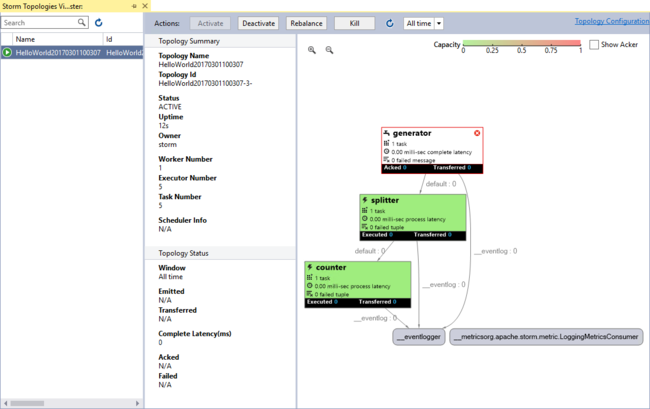 Storm Topologies Vi...ster:
Search
Name Id
HelloWorld20170301100307 HelloWorld2
Actions: Activate Deactivate Rebalance Kill All time Topology Configuration
Topology Summary
Topology Name
HelloWorld20170301100307
Topology Id
HelloWorld20170301100307-3-
Status
ACTIVE
Uptime
12s
Owner
storm
Worker Number
1
Executor Number
5
Task Number
5
Scheduler Info
N/A
Topology Status
Window
All time
Emitted
N/A
Transferred
N/A
Complete Latency(ms)
0
Acked
N/A
Failed
N/A
Capacity
0 0.25 0.5 0.75 1
Show Acker
generator
1 task
0.00 milli-sec complete latency
0 failed message
Acked 0 Transferred 0
default : 0
splitter
1 task
0.00 milli-sec process latency
0 failed tuple
Executed 0 Transferred 0
default : 0
__eventlog : 0
counter
1 task
0.00 milli-sec process latency
0 failed tuple
Executed 0 Transferred 0
__eventlog : 0
__eventlog : 0
__eventlogger
__metricsorg.apache.storm.metric.LoggingMetricsConsumer